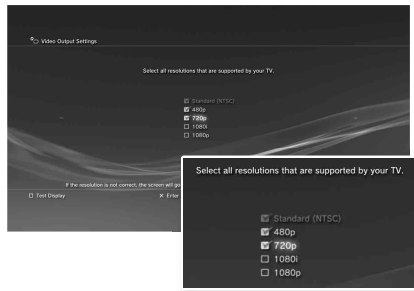 Video Output Settings
Select all resolutions that are supported by your TV.
Standard (NTSC)
480p
720p
1080i
1080p
If the resolution is not correct, the screen will go
Test Display
Enter
Select all resolutions that are supported by your TV.
Standard (NTSC)
480p
720p
1080i
1080p